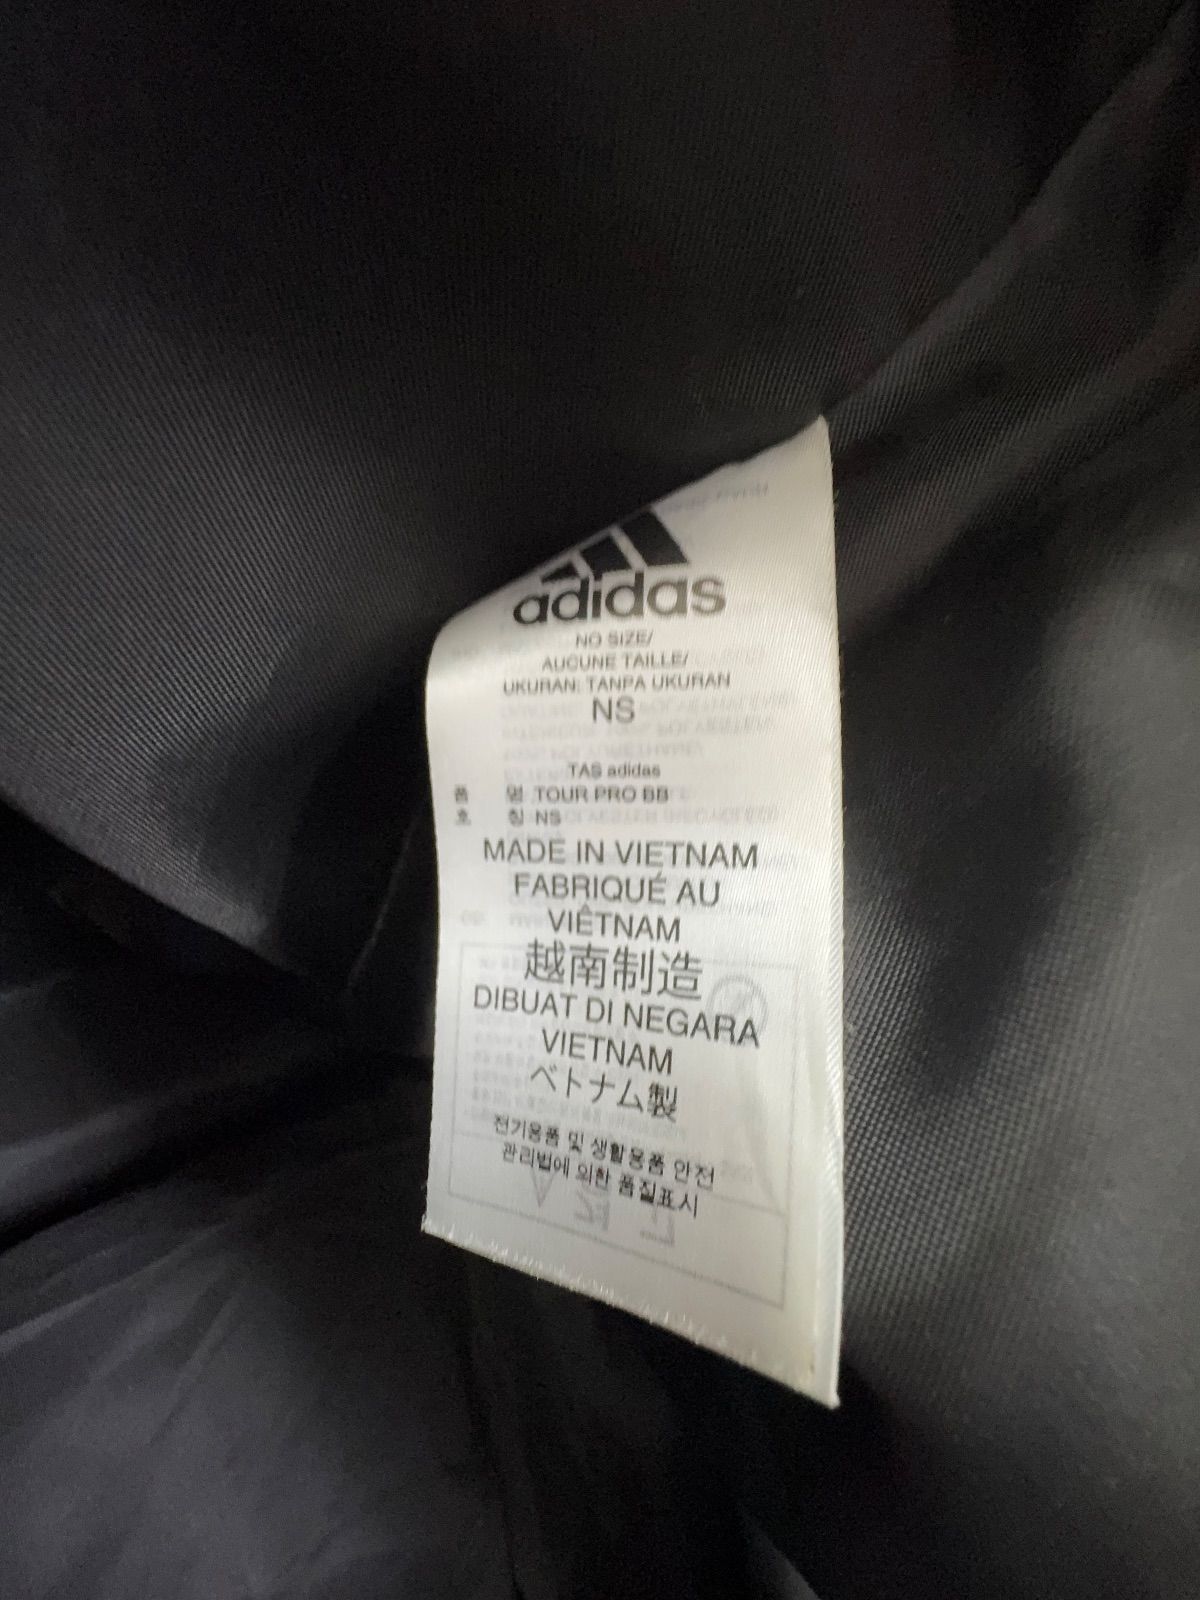 adidas
NO SIZE/
AUCUNE TAILLE/
UKURAN: TANPA UKURAN
NS
TAS adidas
품 명 TOUR PRO BB
호 칭 NS
MADE IN VIETNAM
FABRIQUÉ AU
VIÊTNAM
越南制造
DIBUAT DI NEGARA
VIETNAM
ベトナム製
전기용품 및 생활용품 안전
관리법에 의한 품질표시